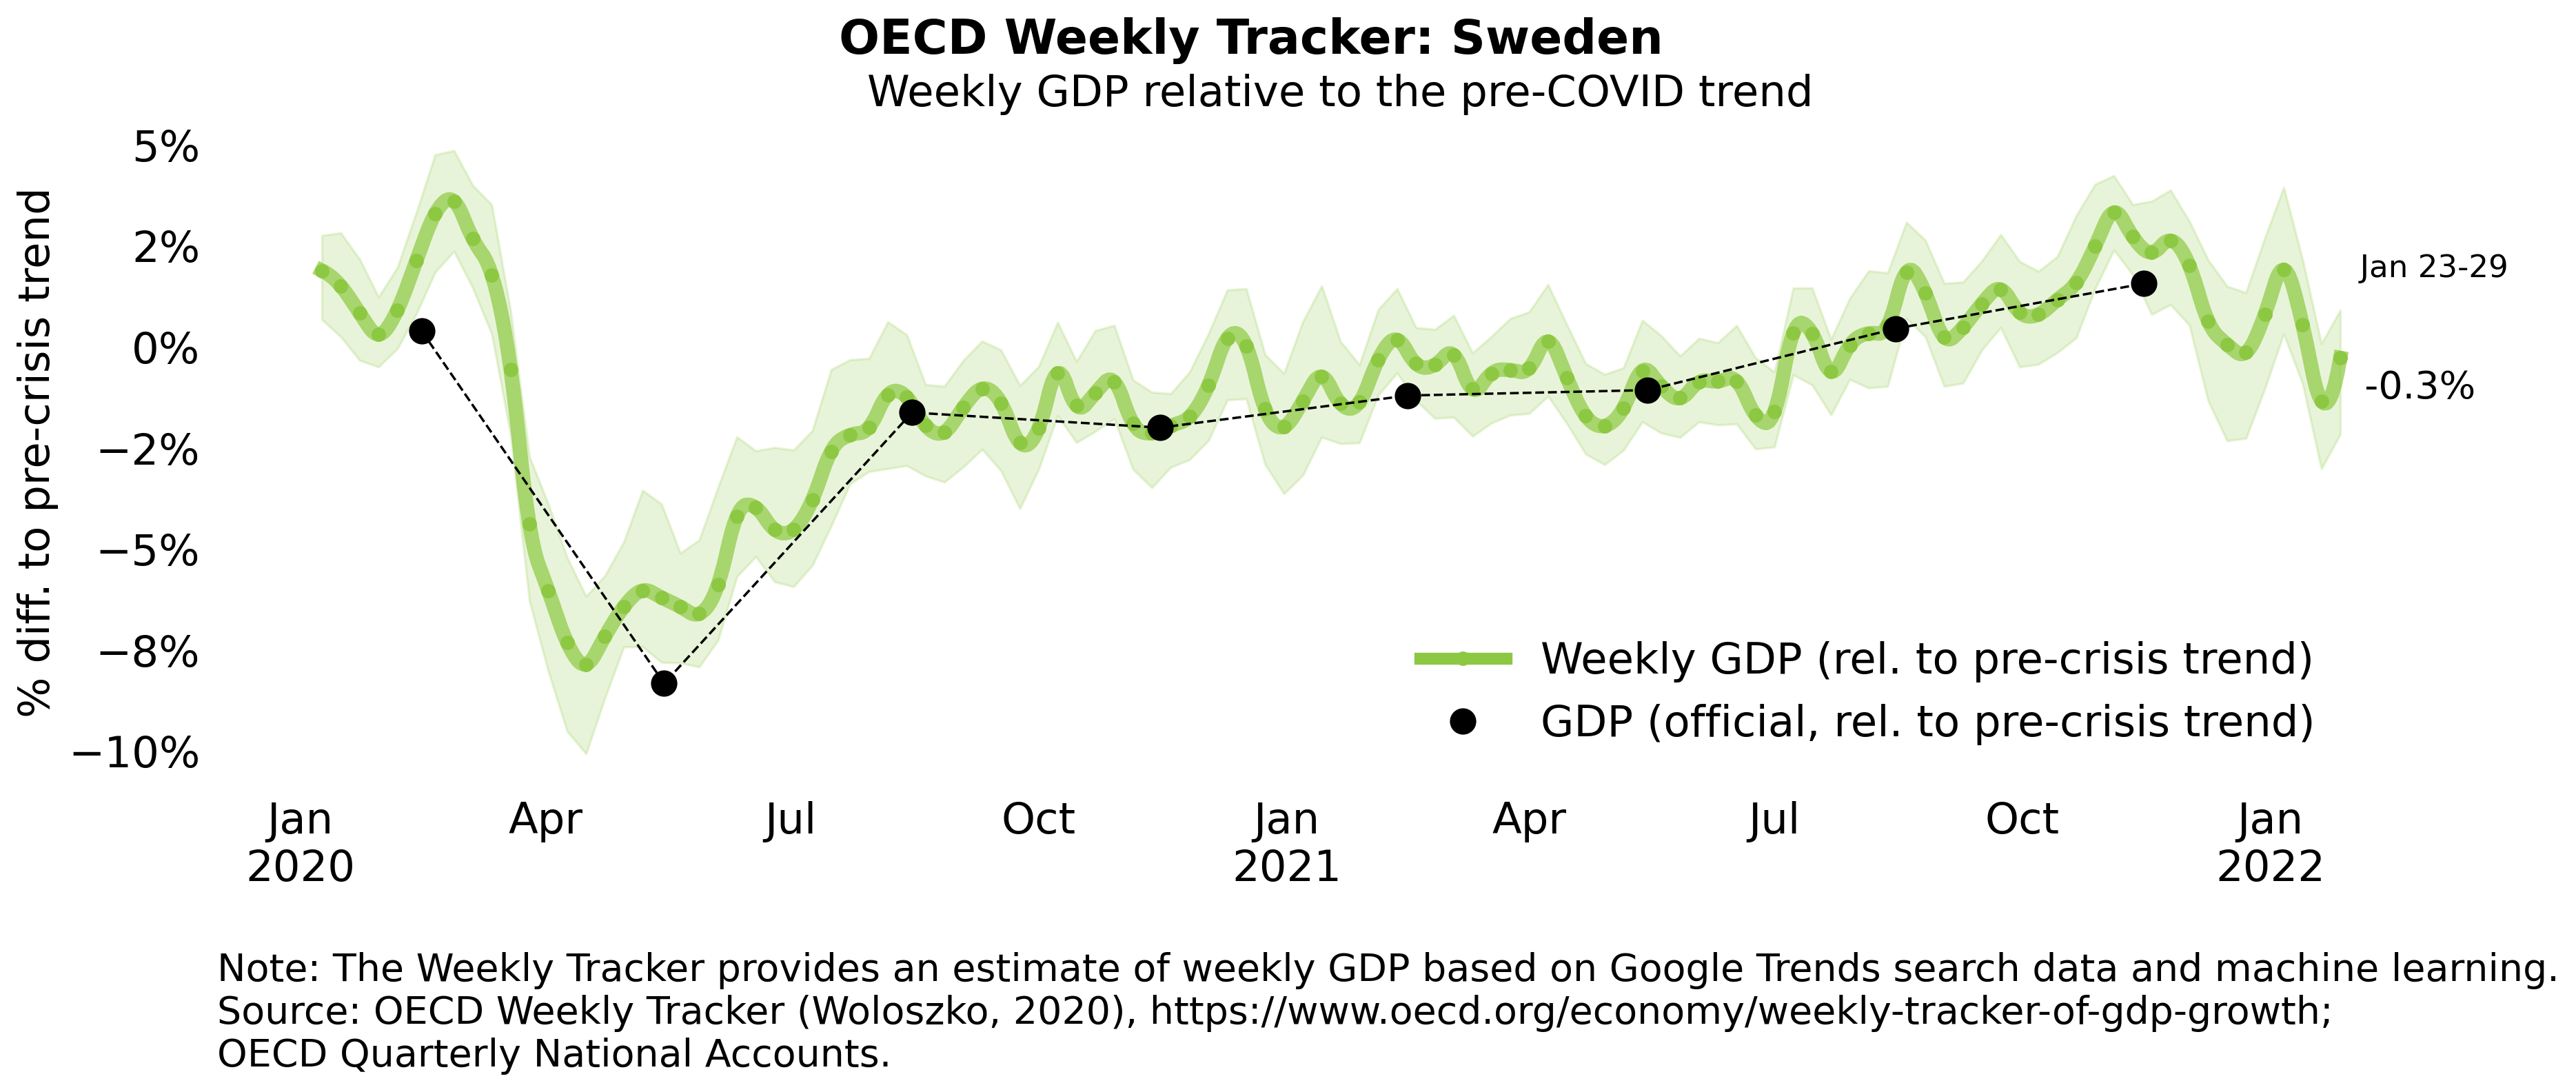 OECD Weekly Tracker: Sweden
Weekly GDP relative to the pre-COVID trend
% diff. to pre-crisis trend
5%
2%
0%
−2%
−5%
−8%
−10%
Jan 23-29
-0.3%
Weekly GDP (rel. to pre-crisis trend)
GDP (official, rel. to pre-crisis trend)
Jan Apr Jul Oct Jan Apr Jul Oct Jan
2020 2021 2022
Note: The Weekly Tracker provides an estimate of weekly GDP based on Google Trends search data and machine learning.
Source: OECD Weekly Tracker (Woloszko, 2020), https://www.oecd.org/economy/weekly-tracker-of-gdp-growth;
OECD Quarterly National Accounts.